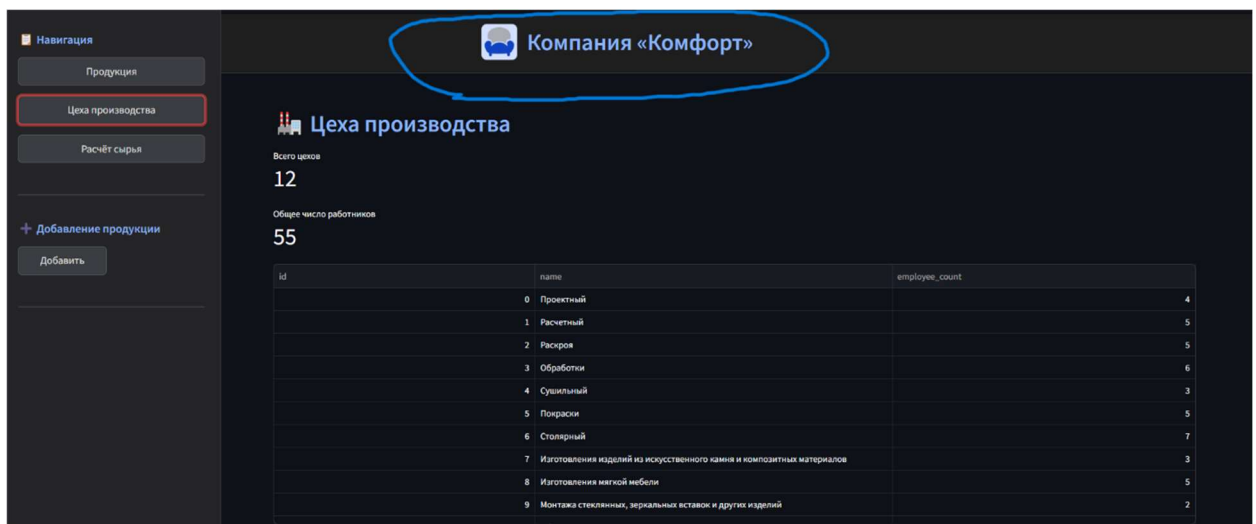 Навигация
Продукция
Цеха производства
Расчёт сырья
Добавление продукции
Добавить
Компания «Комфорт»
Цеха производства
Всего цехов
12
Общее число работников
55
id name employee_count
0 Проектный 4
1 Расчетный 5
2 Раскроя 5
3 Обработки 6
4 Сушильный 3
5 Покраски 5
6 Столярный 7
7 Изготовления изделий из искусственного камня и композитных материалов 3
8 Изготовления мягкой мебели 5
9 Монтажа стеклянных, зеркальных вставок и других изделий 2